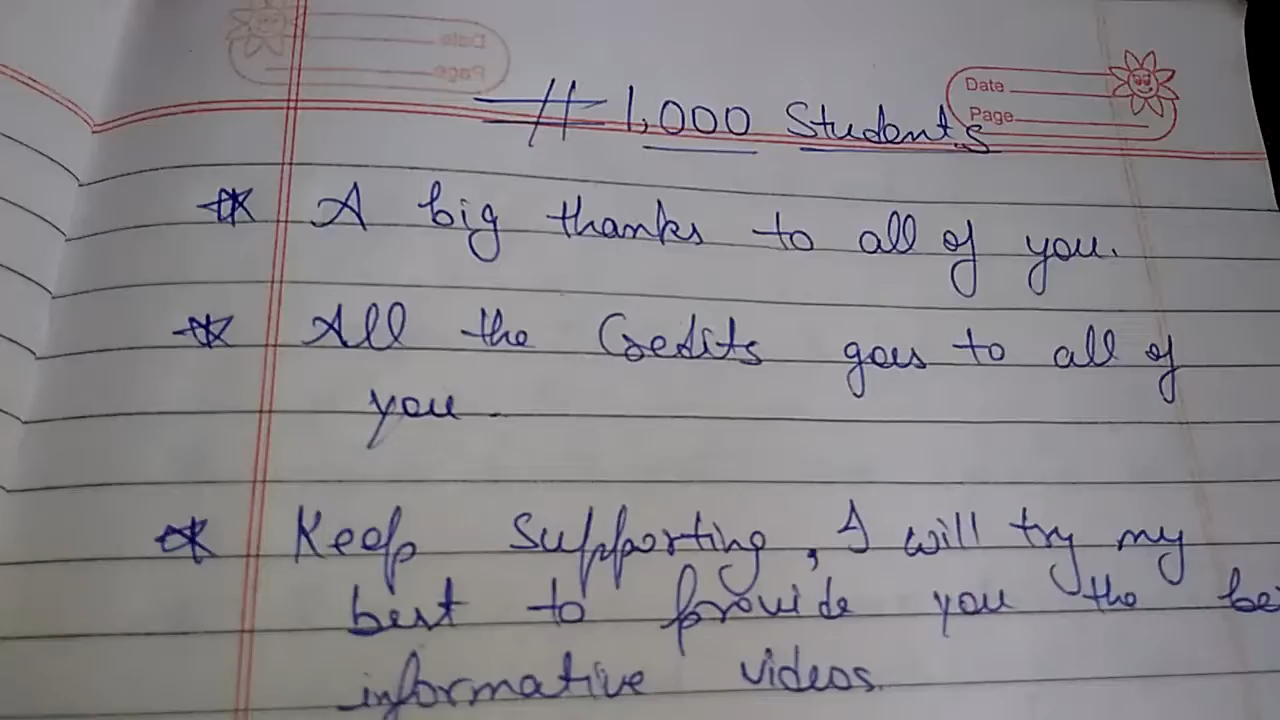 Date
Page
# 1,000 Students
A big thanks to all of you.
All the Credits goes to all of
you.
Keep Supporting, I will try my
best to provide you the
informative videos.